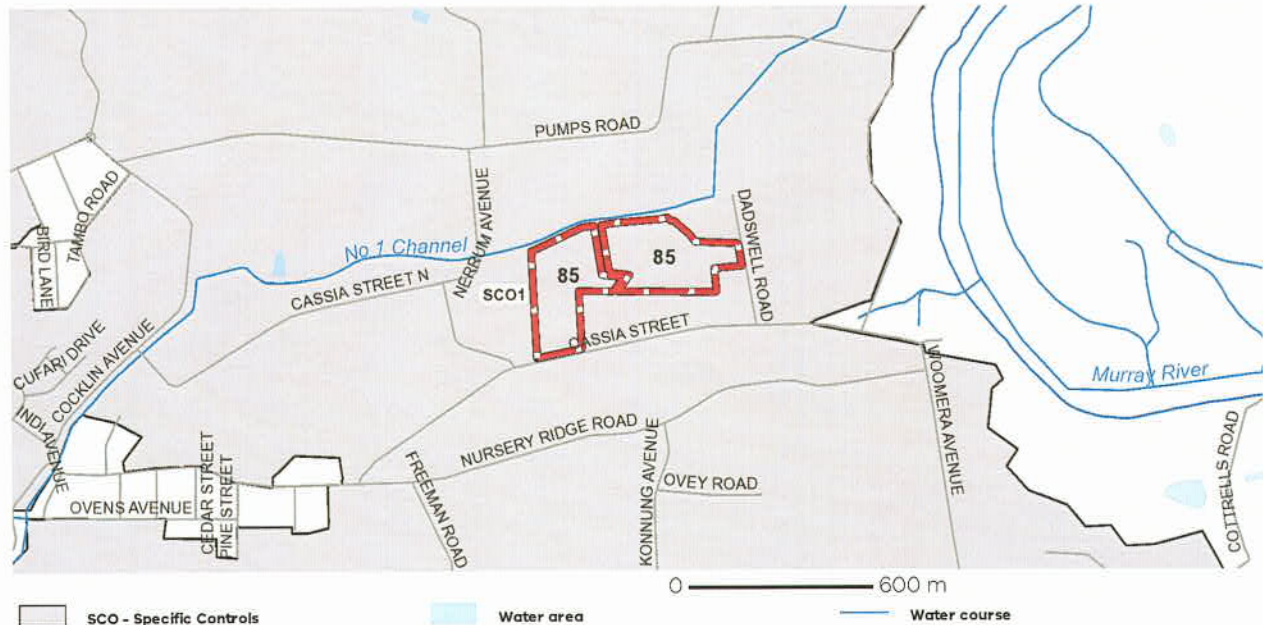 PUMPS ROAD
TAMBO ROAD
BIRD LANE
NERRUM AVENUE
DADSWELL ROAD
No 1 Channel
85
85
CASSIA STREET N
SCO1
CASSIA STREET
CUFARI DRIVE
COCKLIN AVENUE
INDI AVENUE
Murray River
WOOMERA AVENUE
NURSERY RIDGE ROAD
COTTRELLS ROAD
CEDAR STREET
PINE STREET
FREEMAN ROAD
KONNUNG AVENUE
OVEY ROAD
OVENS AVENUE
0 600 m
SCO - Specific Controls
Water area
Water course